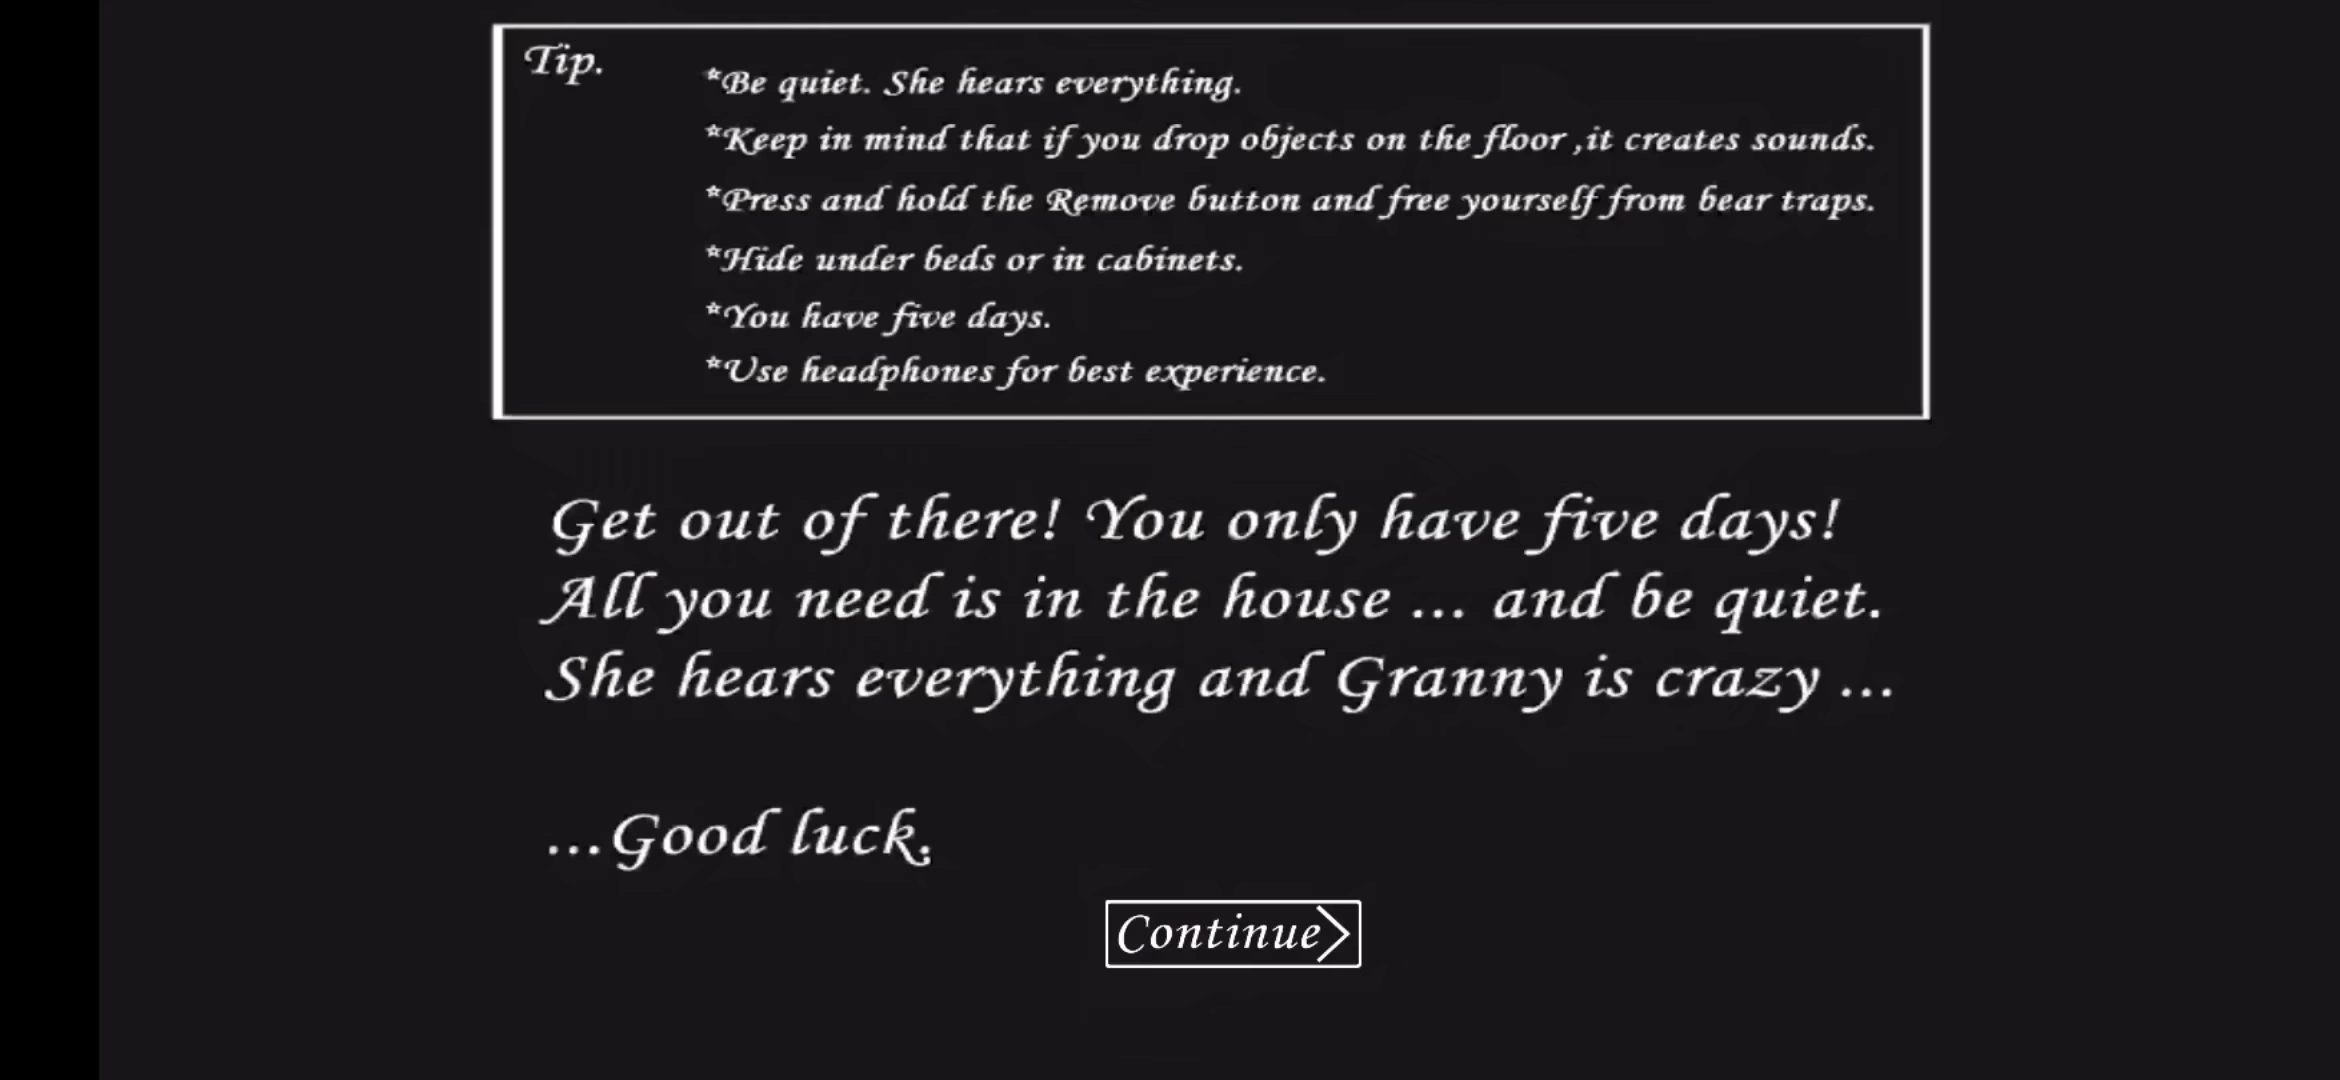 Tip.
*Be quiet. She hears everything.
*Keep in mind that if you drop objects on the floor ,it creates sounds.
*Press and hold the Remove button and free yourself from bear traps.
*Hide under beds or in cabinets.
*You have five days.
*Use headphones for best experience.
Get out of there! You only have five days!
All you need is in the house ... and be quiet.
She hears everything and Granny is crazy ...
...Good luck.
Continue>